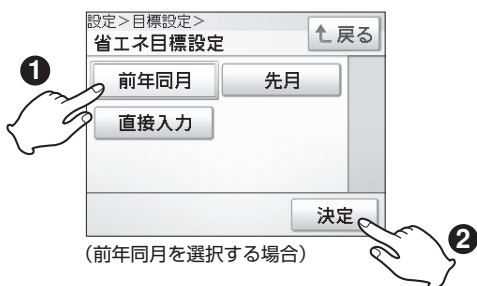 設定>目標設定>
省エネ目標設定
戻る
❶
前年同月
先月
直接入力
決定
❷
(前年同月を選択する場合)